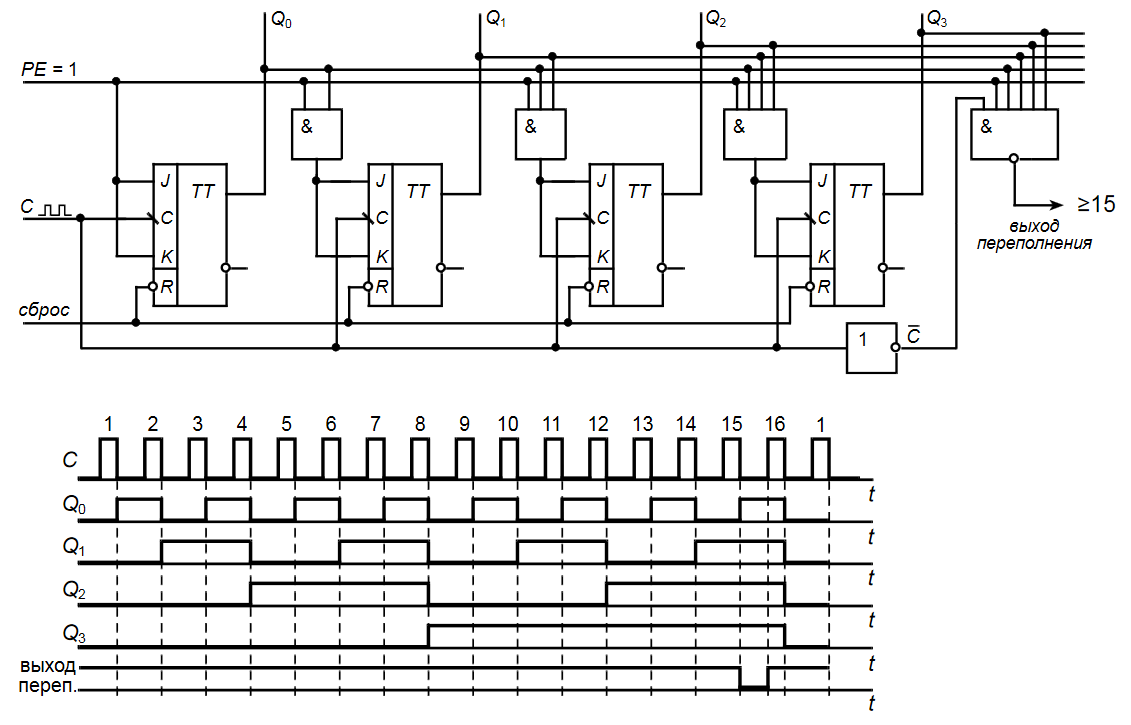 Q0 Q1 Q2 Q3
PE = 1
& & & &
J TT J TT J TT J TT
C C C C C ≥15
выход
переполнения
K K K K
R R R R
сброс
1 C̅
1 2 3 4 5 6 7 8 9 10 11 12 13 14 15 16 1
C
t
Q0
t
Q1
t
Q2
t
Q3
t
выход
переп.
t